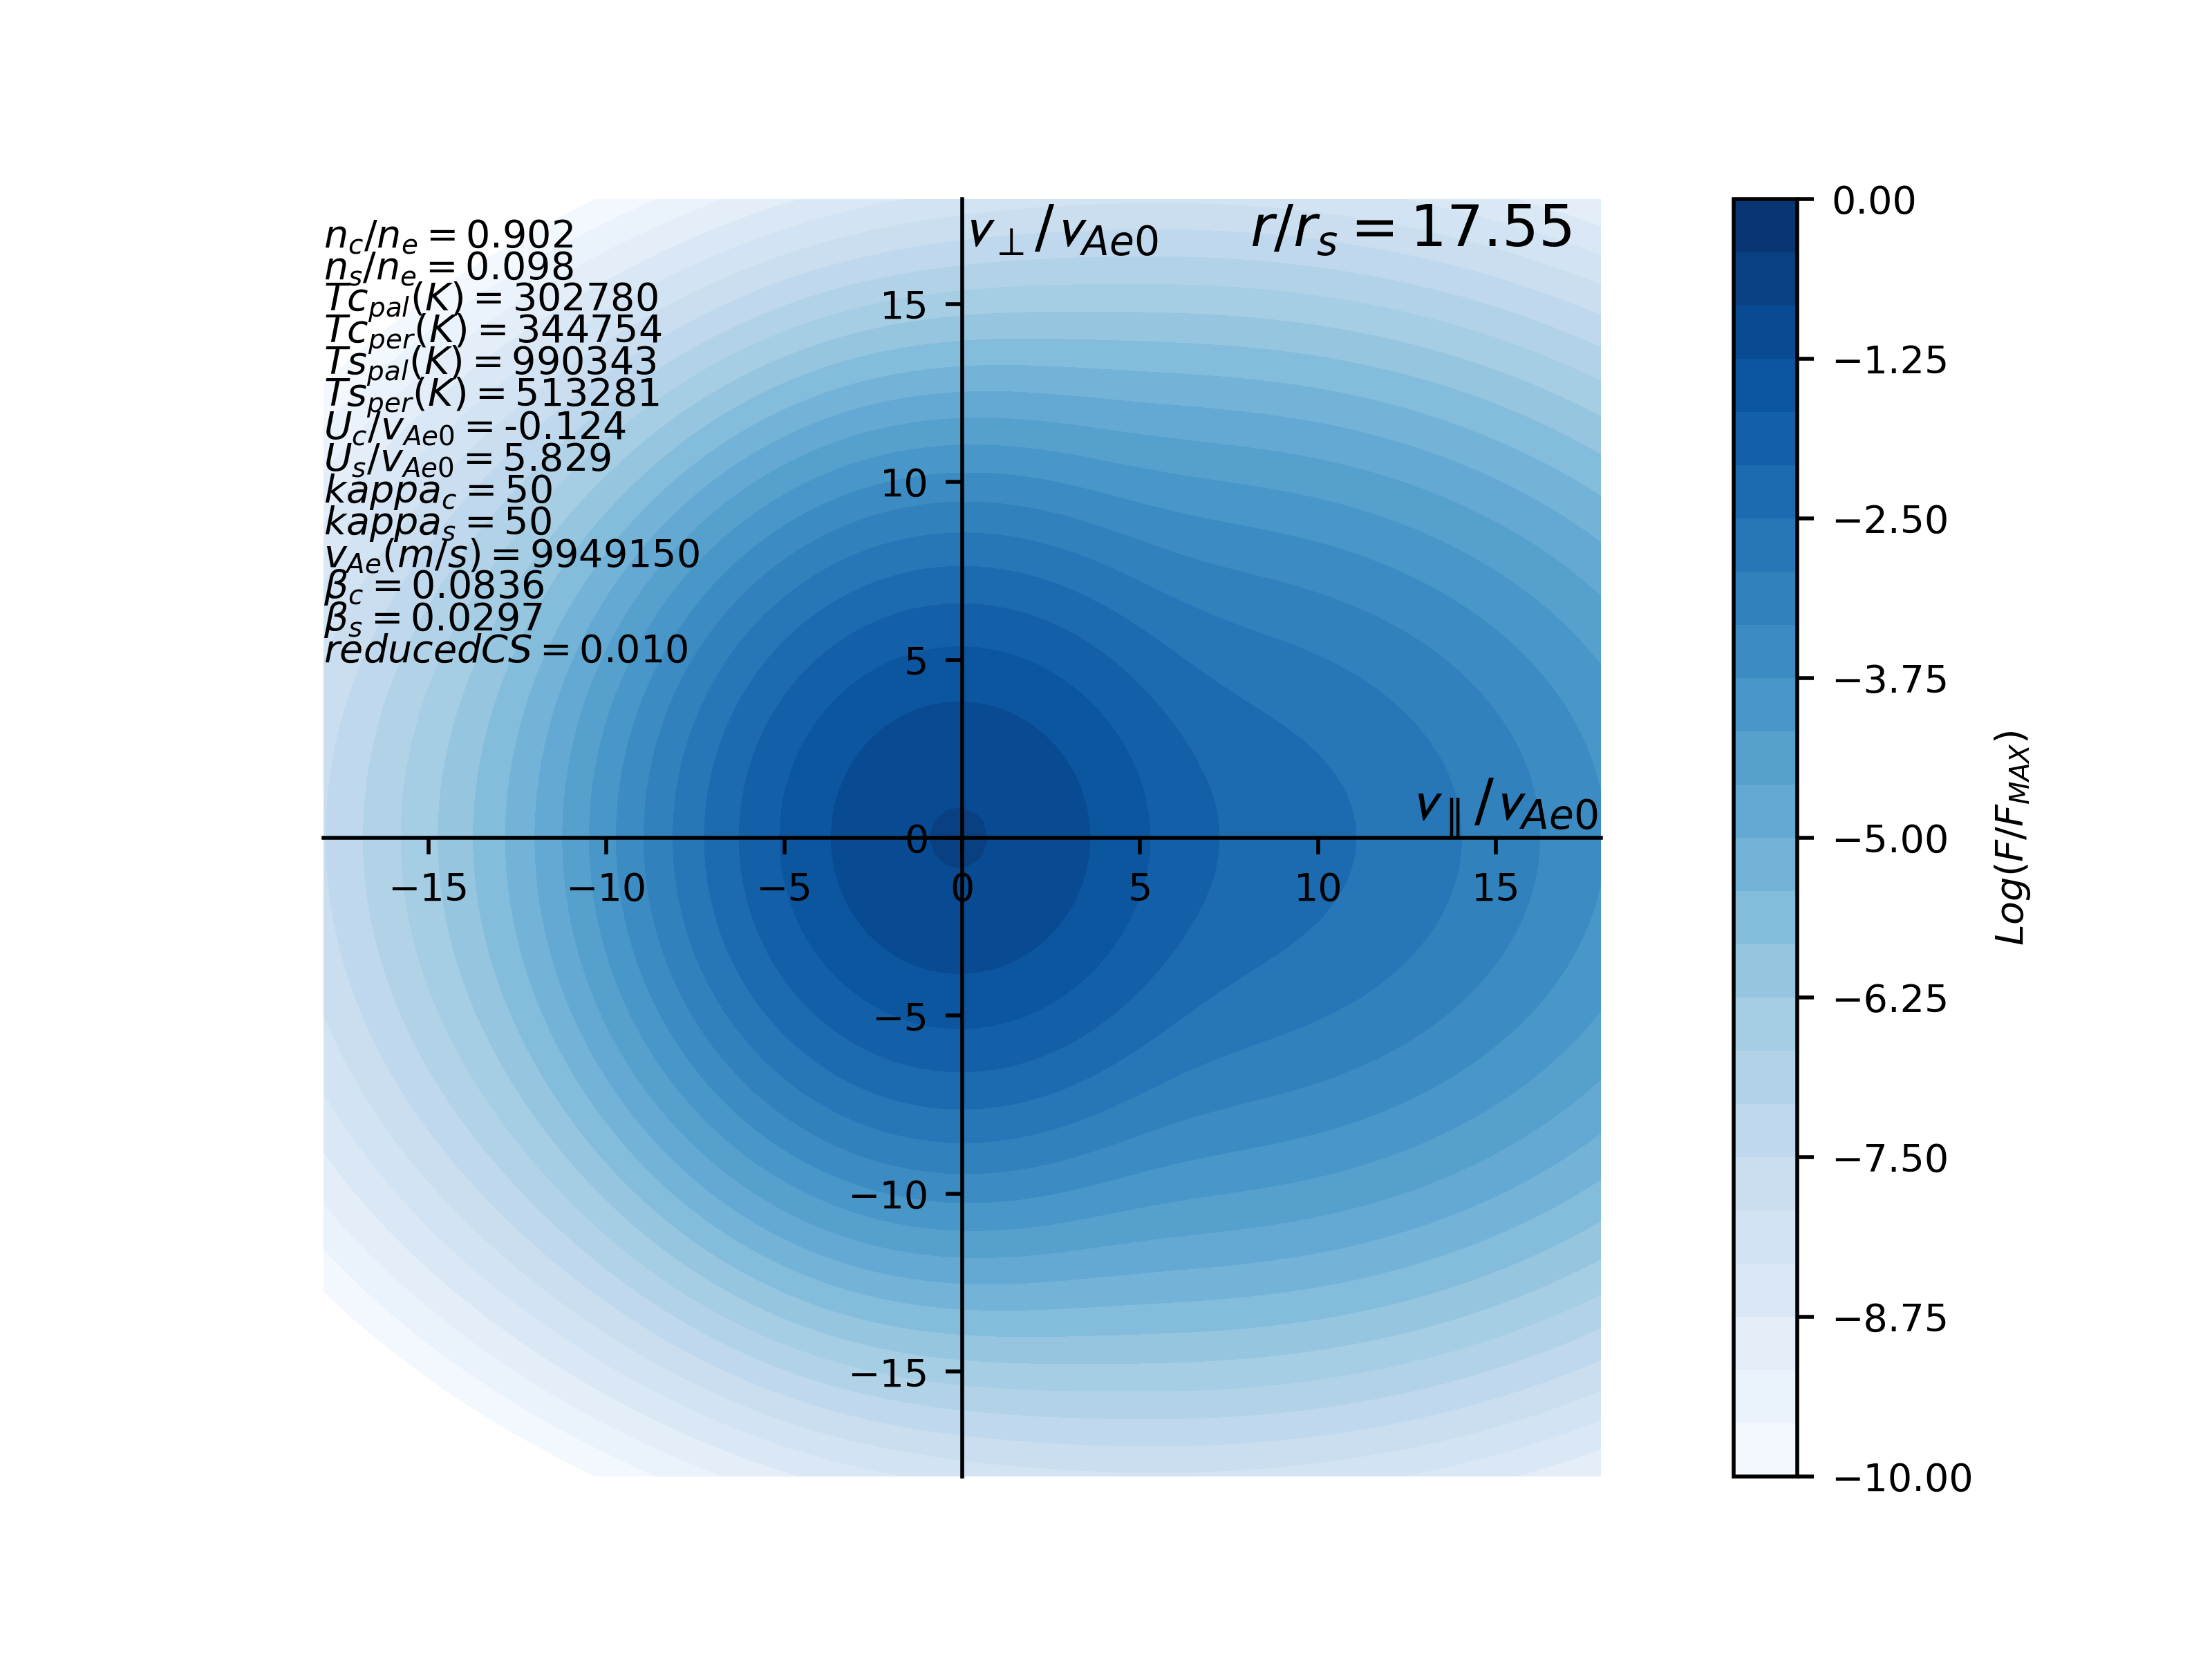 n_c/n_e = 0.902
n_s/n_e = 0.098
Tc_pal(K) = 302780
Tc_per(K) = 344754
Ts_pal(K) = 990343
Ts_per(K) = 513281
U_c/v_Ae0 = -0.124
U_s/v_Ae0 = 5.829
kappa_c = 50
kappa_s = 50
v_Ae(m/s) = 9949150
β_c = 0.0836
β_s = 0.0297
reducedCS = 0.010
v_⊥/v_Ae0
r/r_s = 17.55
15
10
5
0
−5
−10
−15
v_∥/v_Ae0
−15 −10 −5 0 5 10 15
0.00
−1.25
−2.50
−3.75
−5.00
−6.25
−7.50
−8.75
−10.00
Log(F/F_MAX)